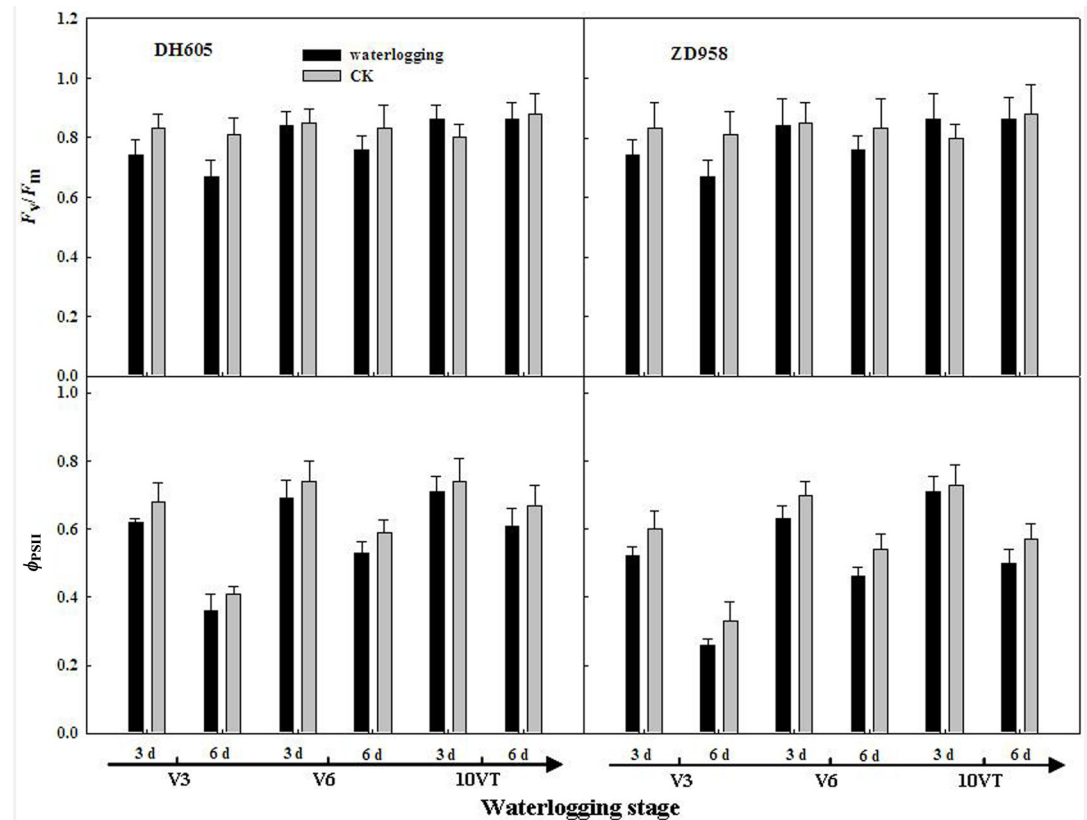 1.2
DH605
waterlogging
CK
ZD958
1.0
0.8
0.6
0.4
0.2
0.0
Fv/Fm
1.0
0.8
0.6
0.4
0.2
0.0
ϕPSII
3 d 6 d 3 d 6 d 3 d 6 d 3 d 6 d 3 d 6 d 3 d 6 d
V3 V6 10VT V3 V6 10VT
Waterlogging stage